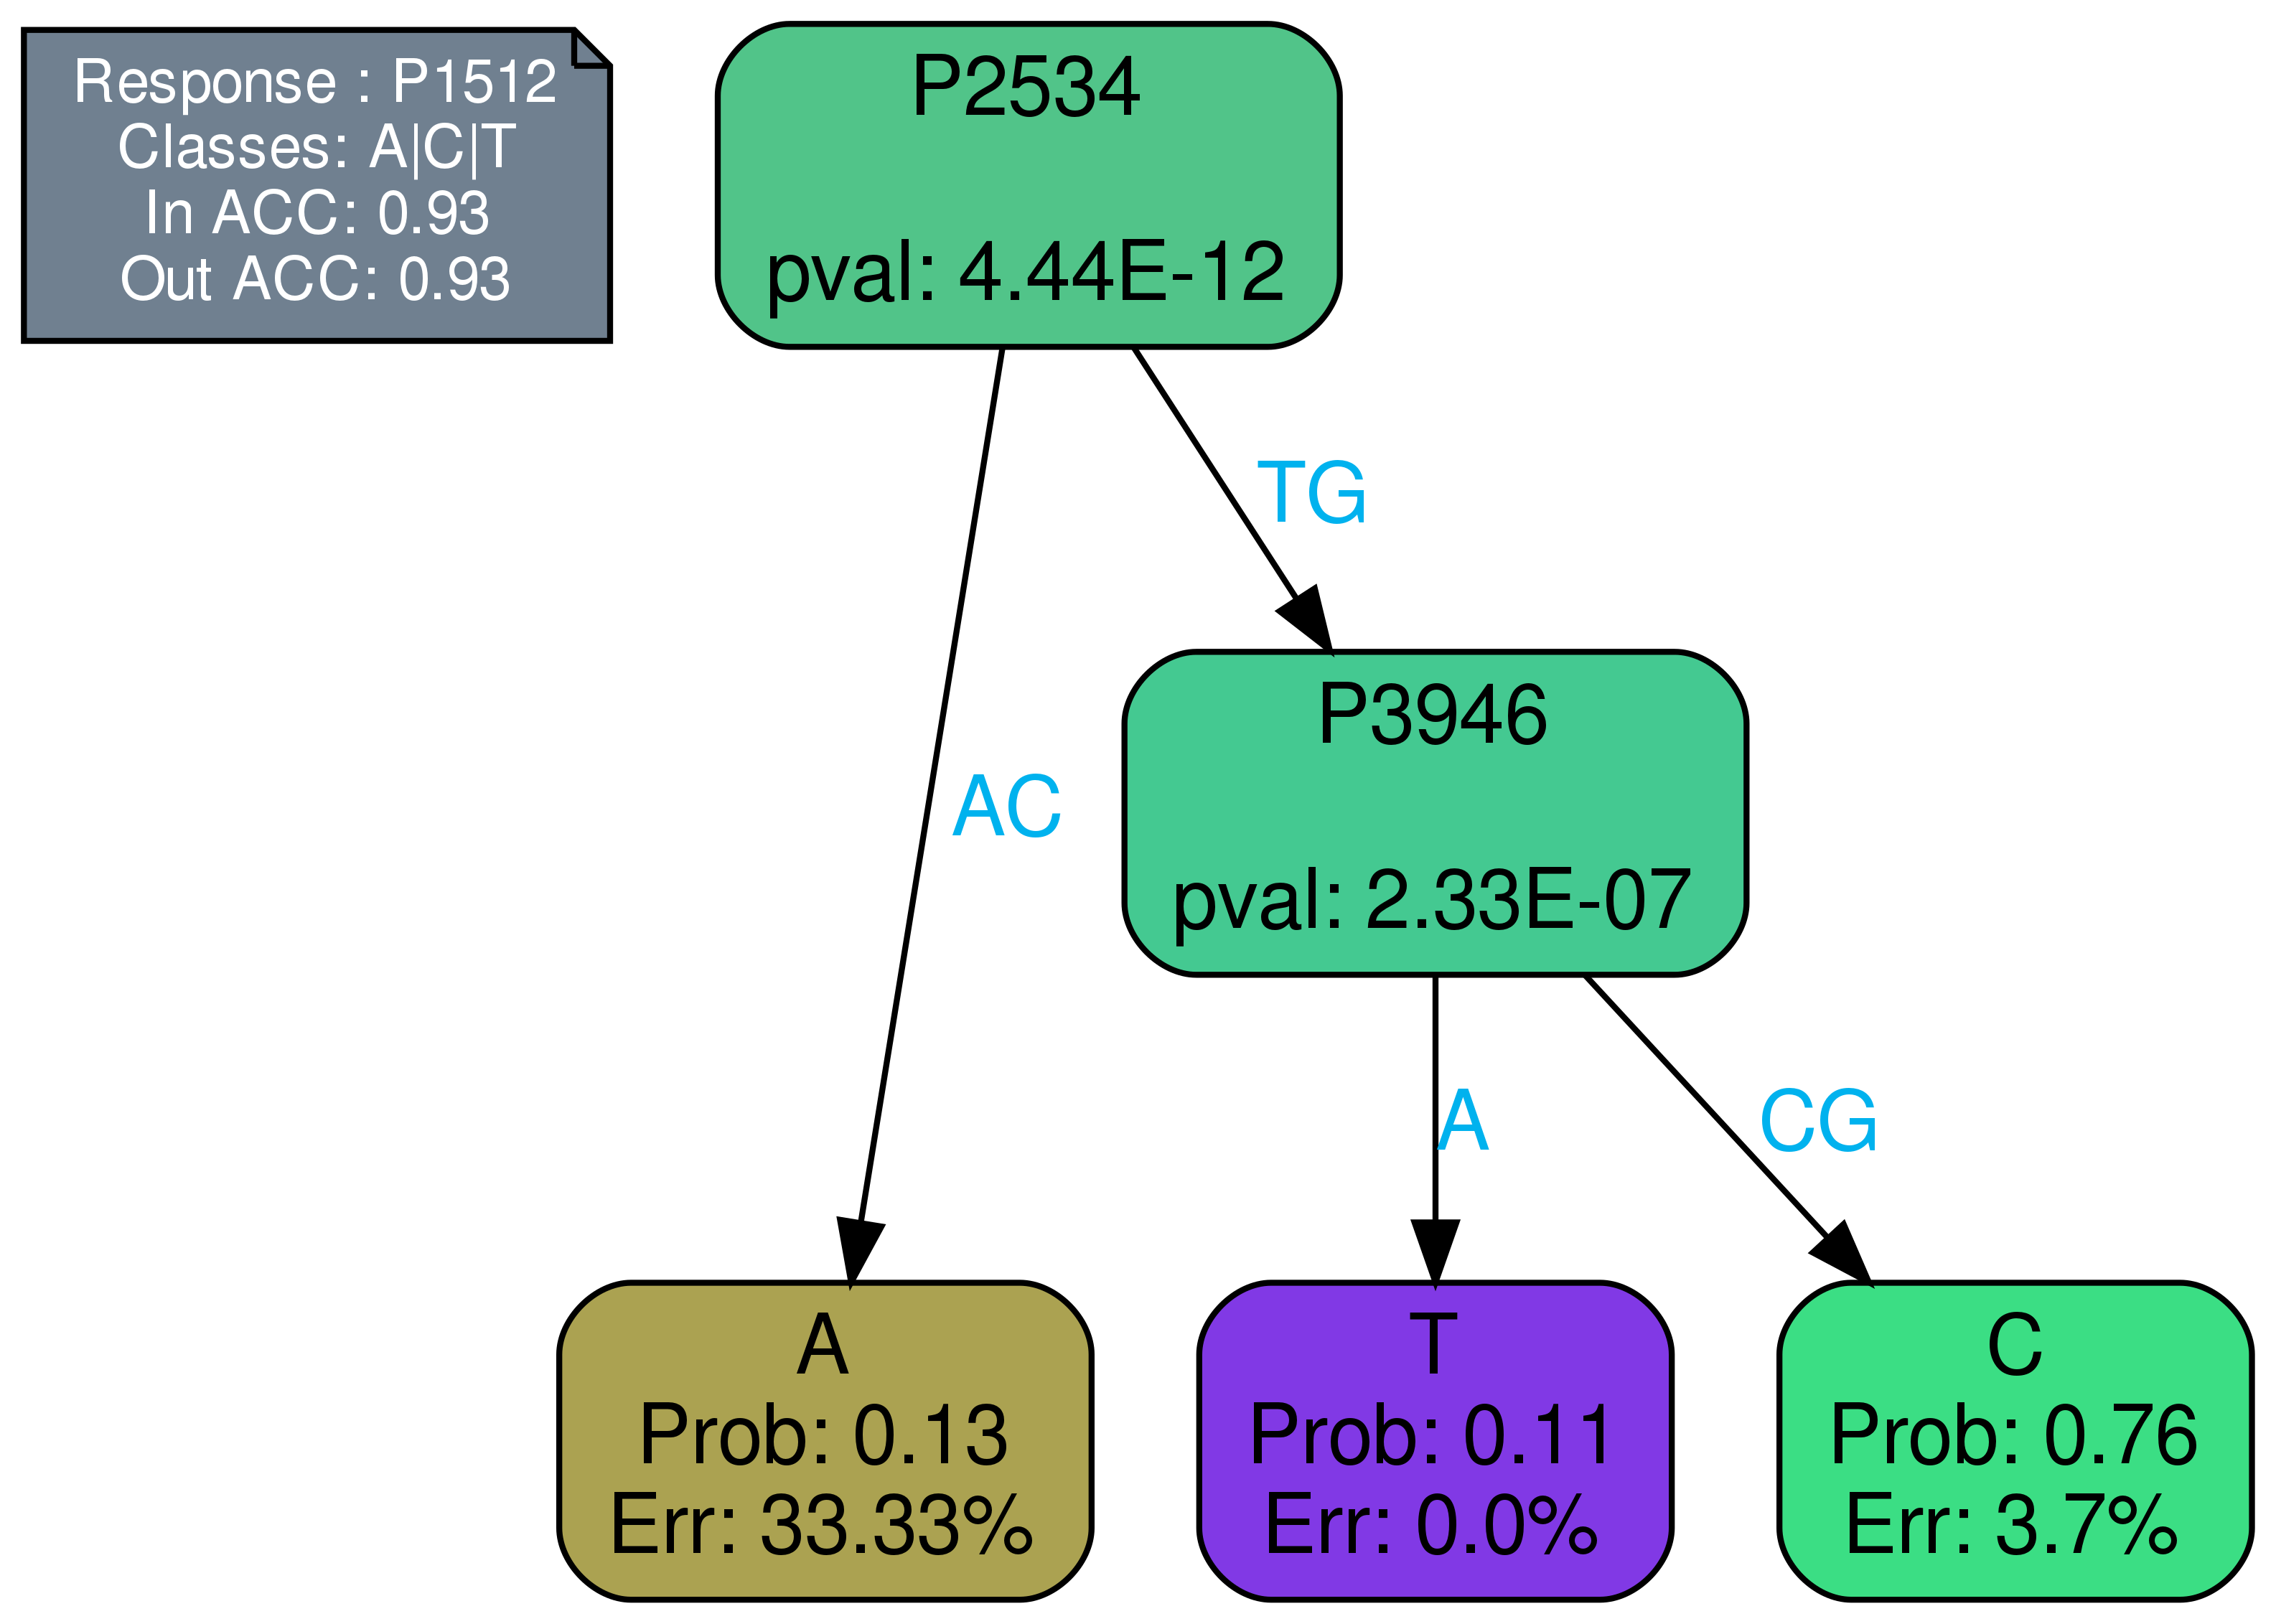 Response : P1512
Classes: A|C|T
In ACC: 0.93
Out ACC: 0.93
P2534
pval: 4.44E-12
TG
P3946
pval: 2.33E-07
AC
A
CG
A
Prob: 0.13
Err: 33.33%
T
Prob: 0.11
Err: 0.0%
C
Prob: 0.76
Err: 3.7%